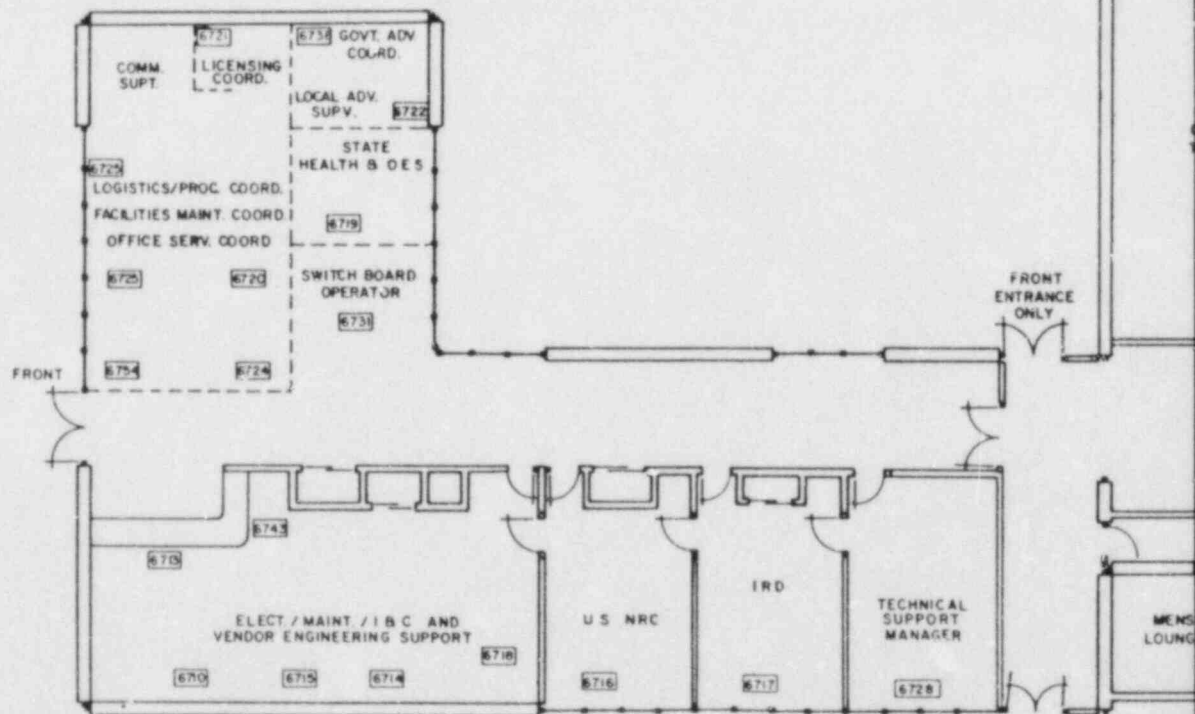 6721
6738 GOVT. ADV
COORD.
COMM.
SUPT.
LICENSING
COORD.
LOCAL ADV.
SUPV.
6722
STATE
HEALTH & OES
6725
LOGISTICS/PROC. COORD.
FACILITIES MAINT. COORD.
OFFICE SERV. COORD
6719
6725
6720
SWITCH BOARD
OPERATOR
6731
FRONT
ENTRANCE
ONLY
FRONT
6754
6724
6743
6713
ELECT. / MAINT. / I & C AND
VENDOR ENGINEERING SUPPORT
6718
6710
6715
6714
U S NRC
6716
IRD
6717
TECHNICAL
SUPPORT
MANAGER
6728
MENS
LOUNG